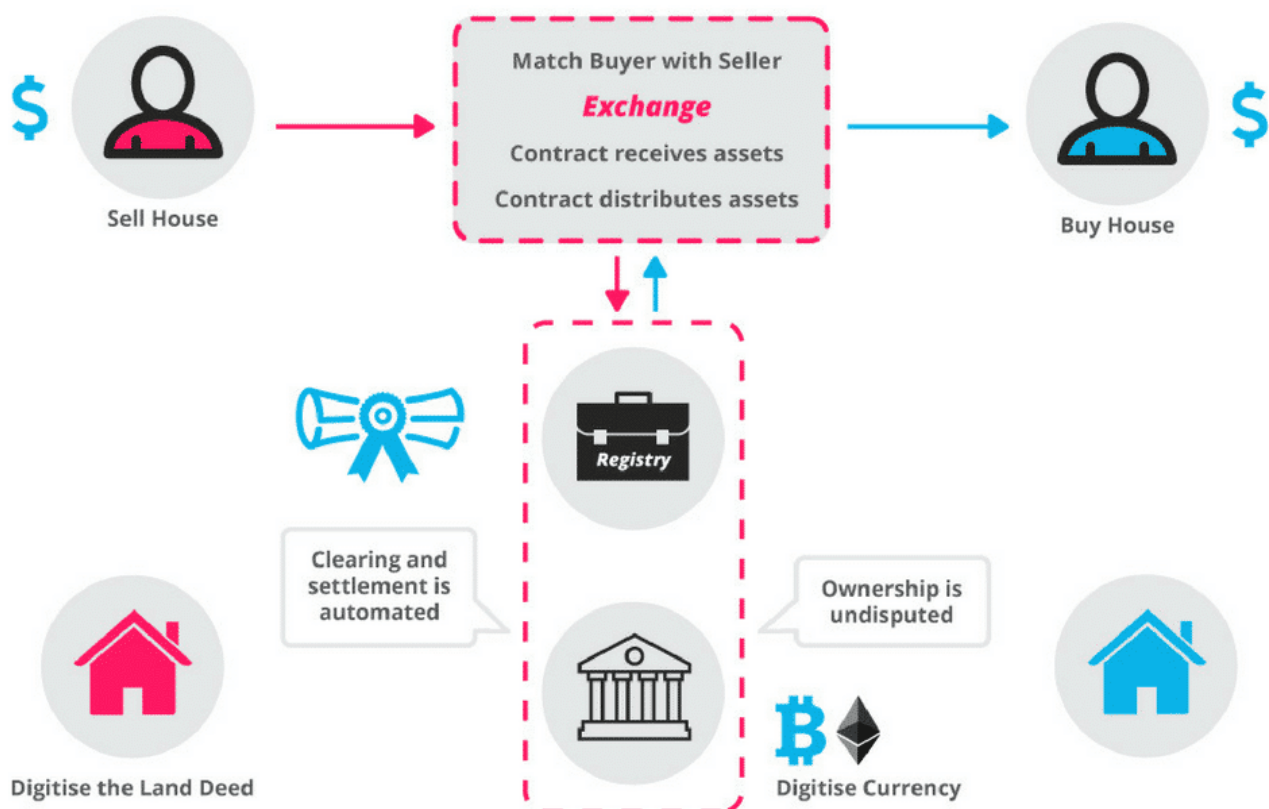 Match Buyer with Seller
Exchange
Contract receives assets
Contract distributes assets
$
$
Sell House
Buy House
Registry
Clearing and
settlement is
automated
Ownership is
undisputed
Digitise the Land Deed
Digitise Currency